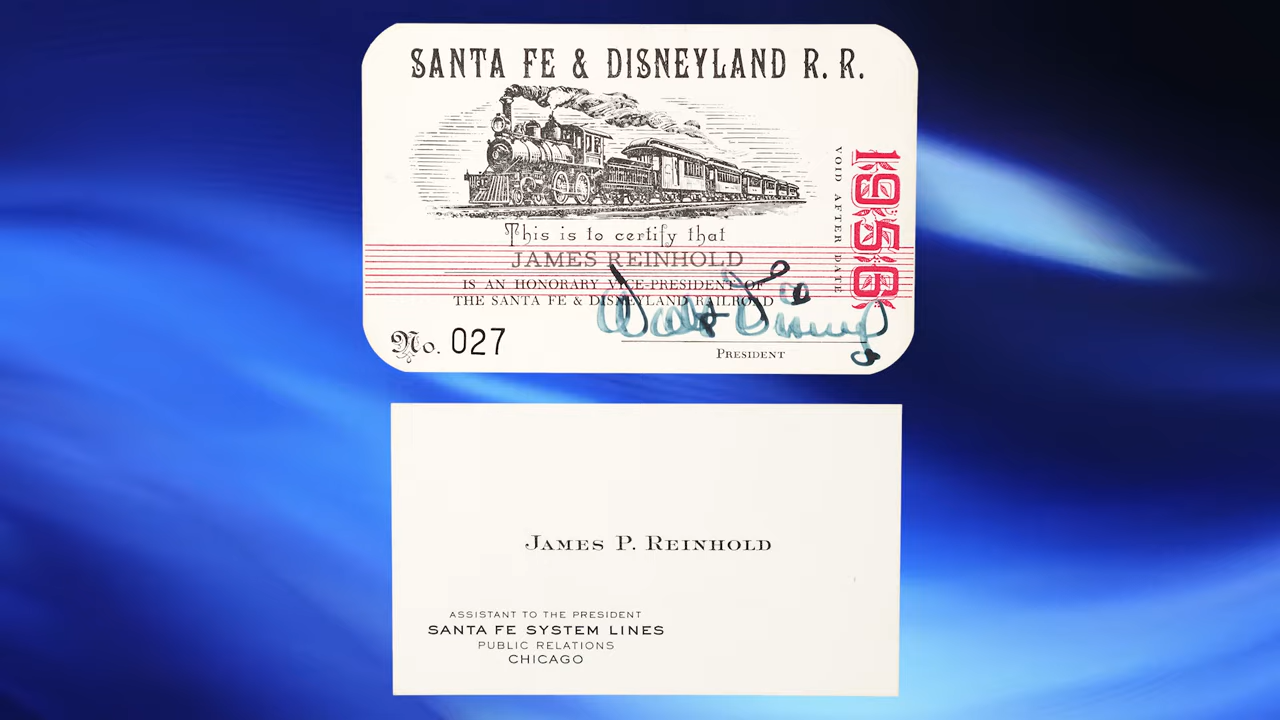 SANTA FE & DISNEYLAND R. R.
This is to certify that
JAMES REINHOLD
IS AN HONORARY VICE-PRESIDENT OF
THE SANTA FE & DISNEYLAND RAILROAD
Walt Disney
PRESIDENT
No. 027
VOID AFTER DATE
1956
JAMES P. REINHOLD
ASSISTANT TO THE PRESIDENT
SANTA FE SYSTEM LINES
PUBLIC RELATIONS
CHICAGO